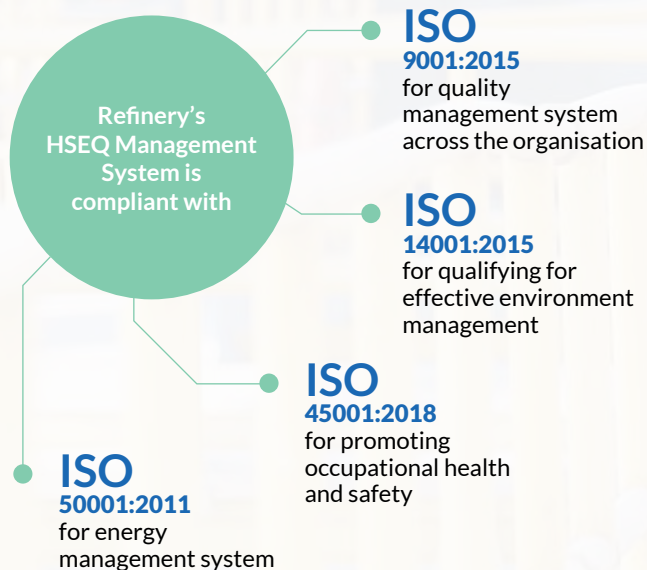 Refinery's
HSEQ Management
System is
compliant with
ISO
9001:2015
for quality
management system
across the organisation
ISO
14001:2015
for qualifying for
effective environment
management
ISO
45001:2018
for promoting
occupational health
and safety
ISO
50001:2011
for energy
management system